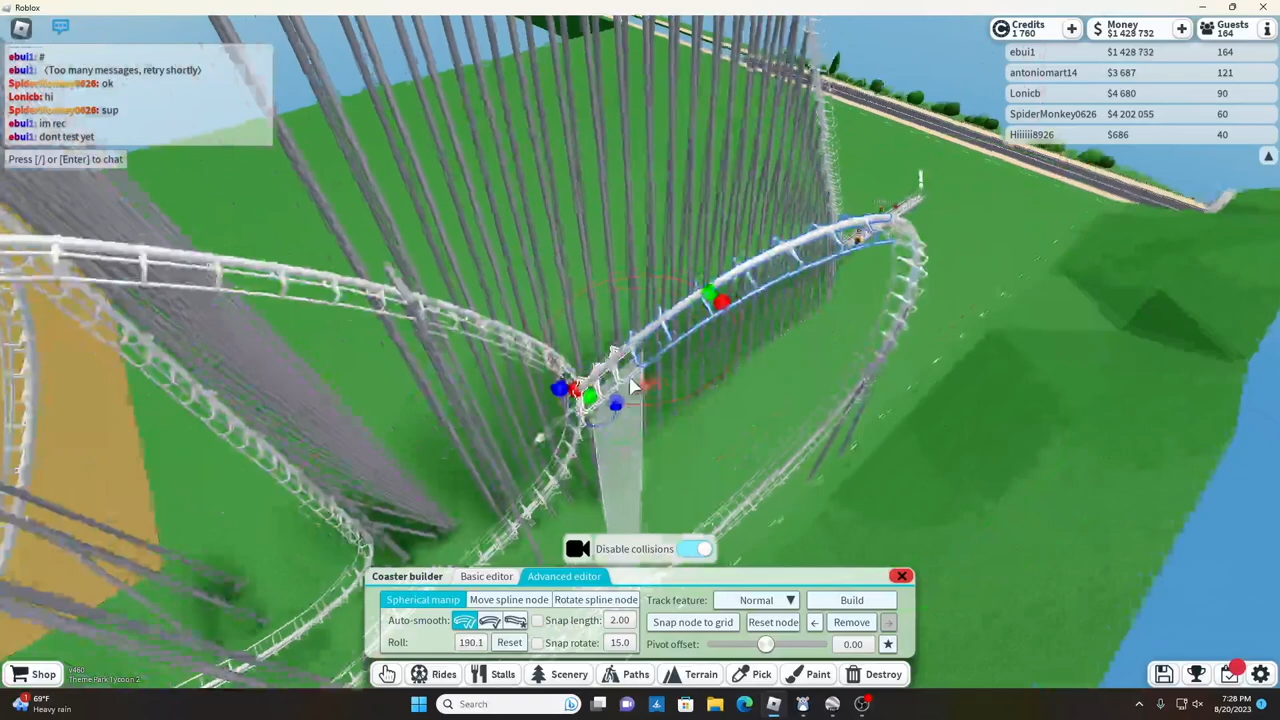 Roblox
ebui1: #
ebui1: (Too many messages, retry shortly)
SpiderMonkey0626: ok
Lonicb: hi
SpiderMonkey0626: sup
ebui1: im rec
ebui1: dont test yet
Press [/] or [Enter] to chat
Credits
1 760
Money
$1 428 732
Guests
164
ebui1 $1 428 732 164
antoniomart14 $3 687 121
Lonicb $4 680 90
SpiderMonkey0626 $4 202 055 60
Hiiiiii8926 $686 40
Disable collisions
Coaster builder Basic editor Advanced editor
Spherical manip Move spline node Rotate spline node Track feature: Normal Build
Auto-smooth: Snap length: 2.00 Snap node to grid Reset node Remove
Roll: 190.1 Reset Snap rotate: 15.0 Pivot offset: 0.00
Shop
v460
Theme Park Tycoon 2
Rides Stalls Scenery Paths Terrain Pick Paint Destroy
1
69°F
Heavy rain
Search
7:28 PM
8/20/2023